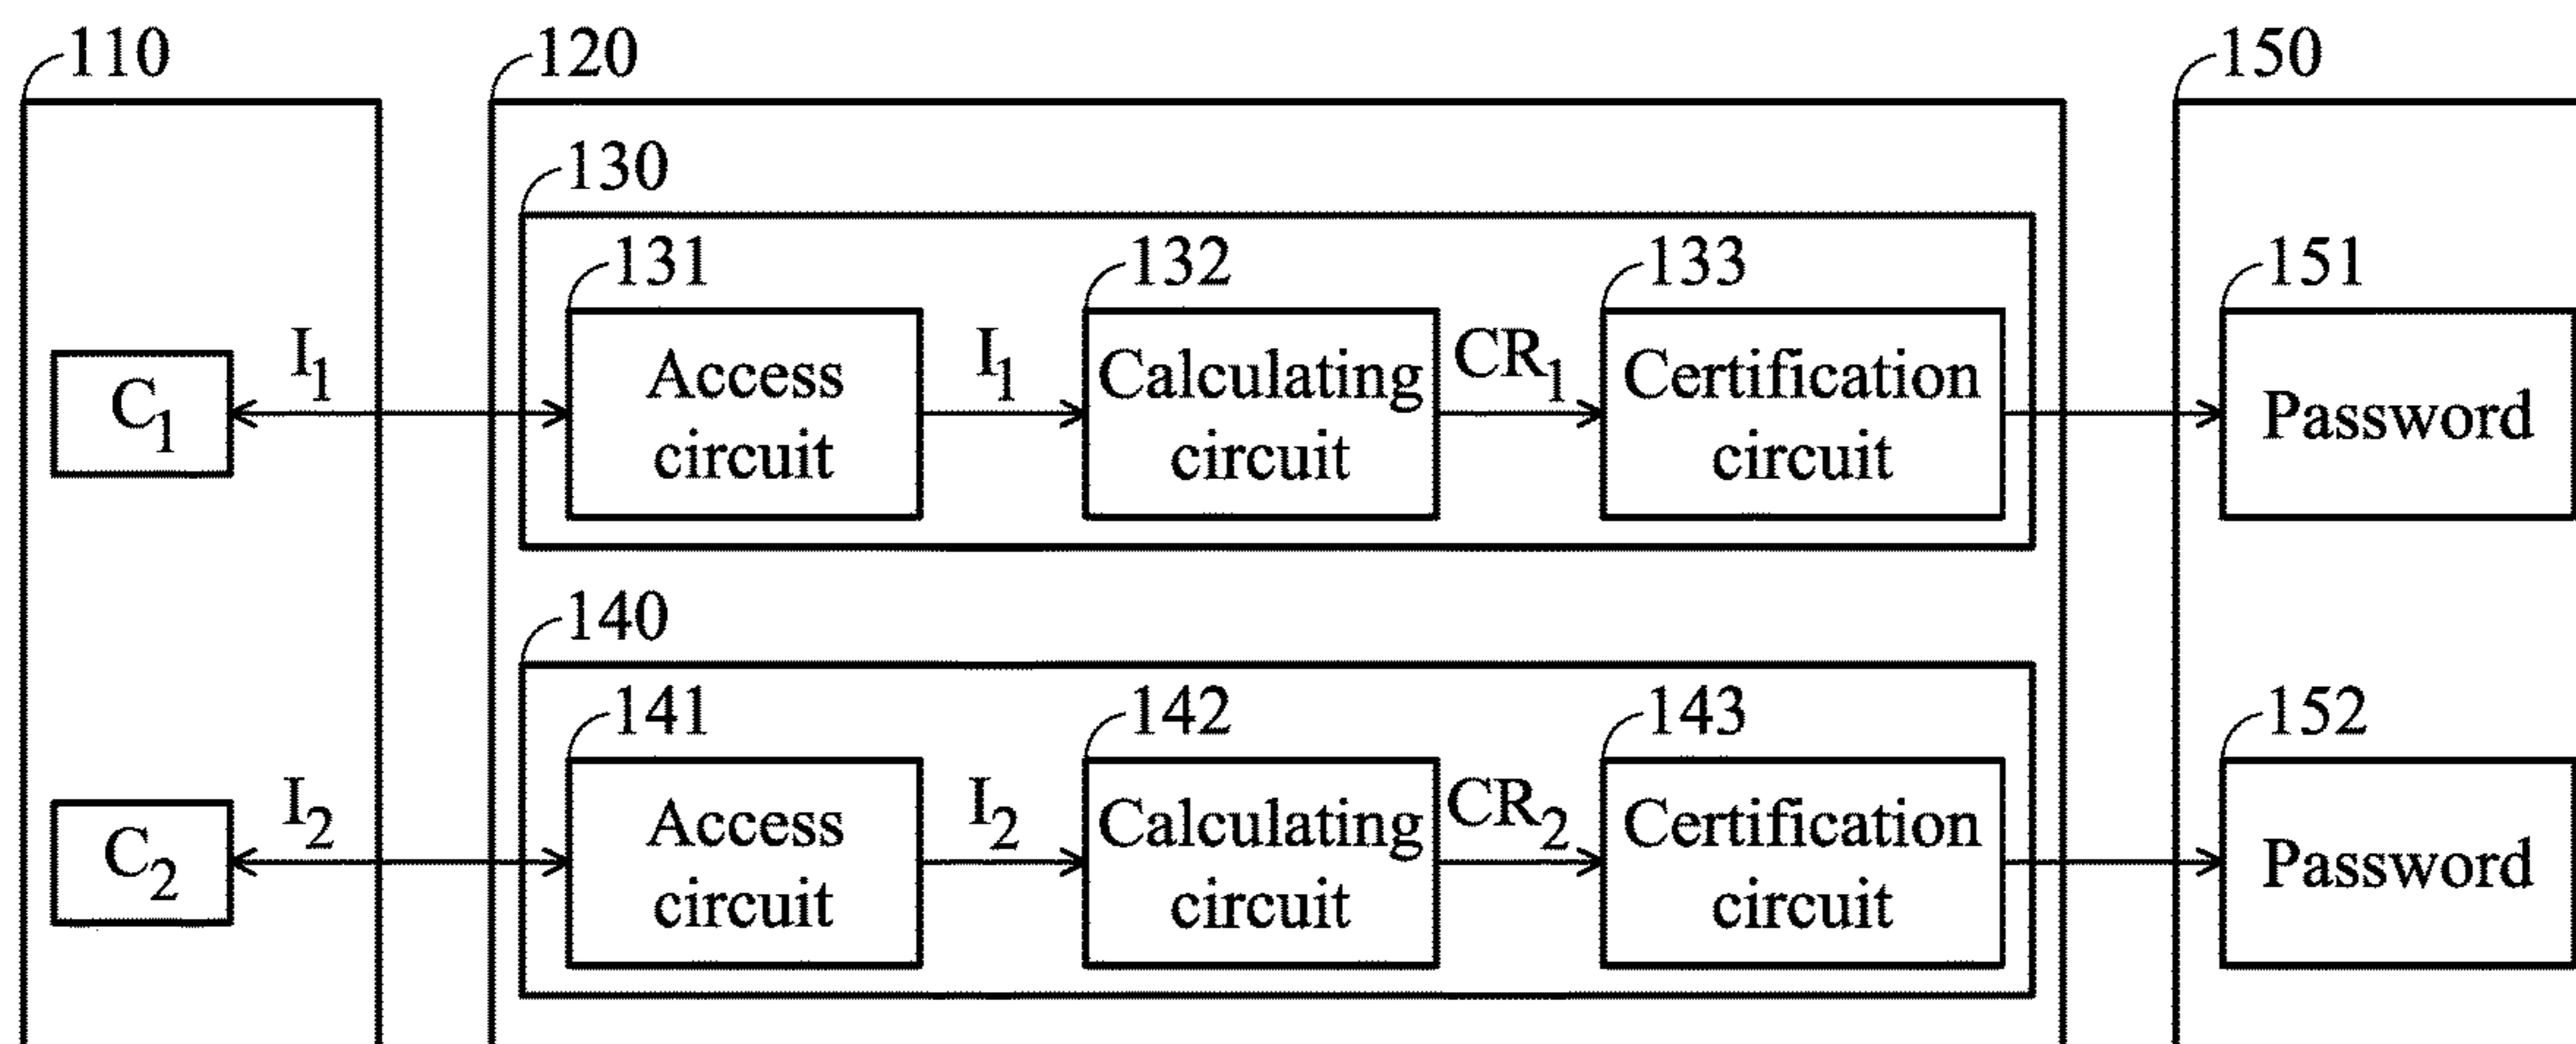 110
120
150
130
131
132
133
151
C1
I1
Access
circuit
I1
Calculating
circuit
CR1
Certification
circuit
Password
140
141
142
143
152
C2
I2
Access
circuit
I2
Calculating
circuit
CR2
Certification
circuit
Password